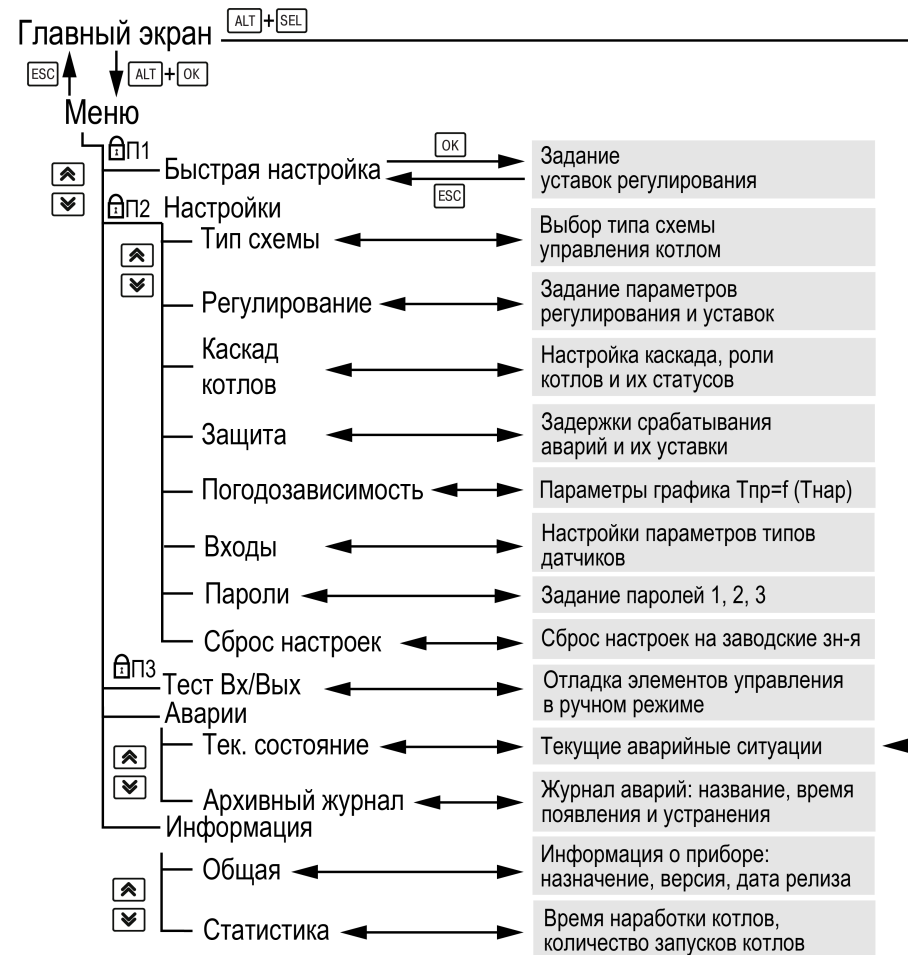 Главный экран ALT+SEL
ESC ALT+OK
Меню
П1
Быстрая настройка
OK
ESC
Задание
уставок регулирования
П2 Настройки
Тип схемы
Выбор типа схемы
управления котлом
Регулирование
Задание параметров
регулирования и уставок
Каскад
котлов
Настройка каскада, роли
котлов и их статусов
Защита
Задержки срабатывания
аварий и их уставки
Погодозависимость
Параметры графика Тпр=f (Тнар)
Входы
Настройки параметров типов
датчиков
Пароли
Задание паролей 1, 2, 3
Сброс настроек
Сброс настроек на заводские зн-я
П3
Тест Вх/Вых
Отладка элементов управления
в ручном режиме
Аварии
Тек. состояние
Текущие аварийные ситуации
Архивный журнал
Журнал аварий: название, время
появления и устранения
Информация
Общая
Информация о приборе:
назначение, версия, дата релиза
Статистика
Время наработки котлов,
количество запусков котлов